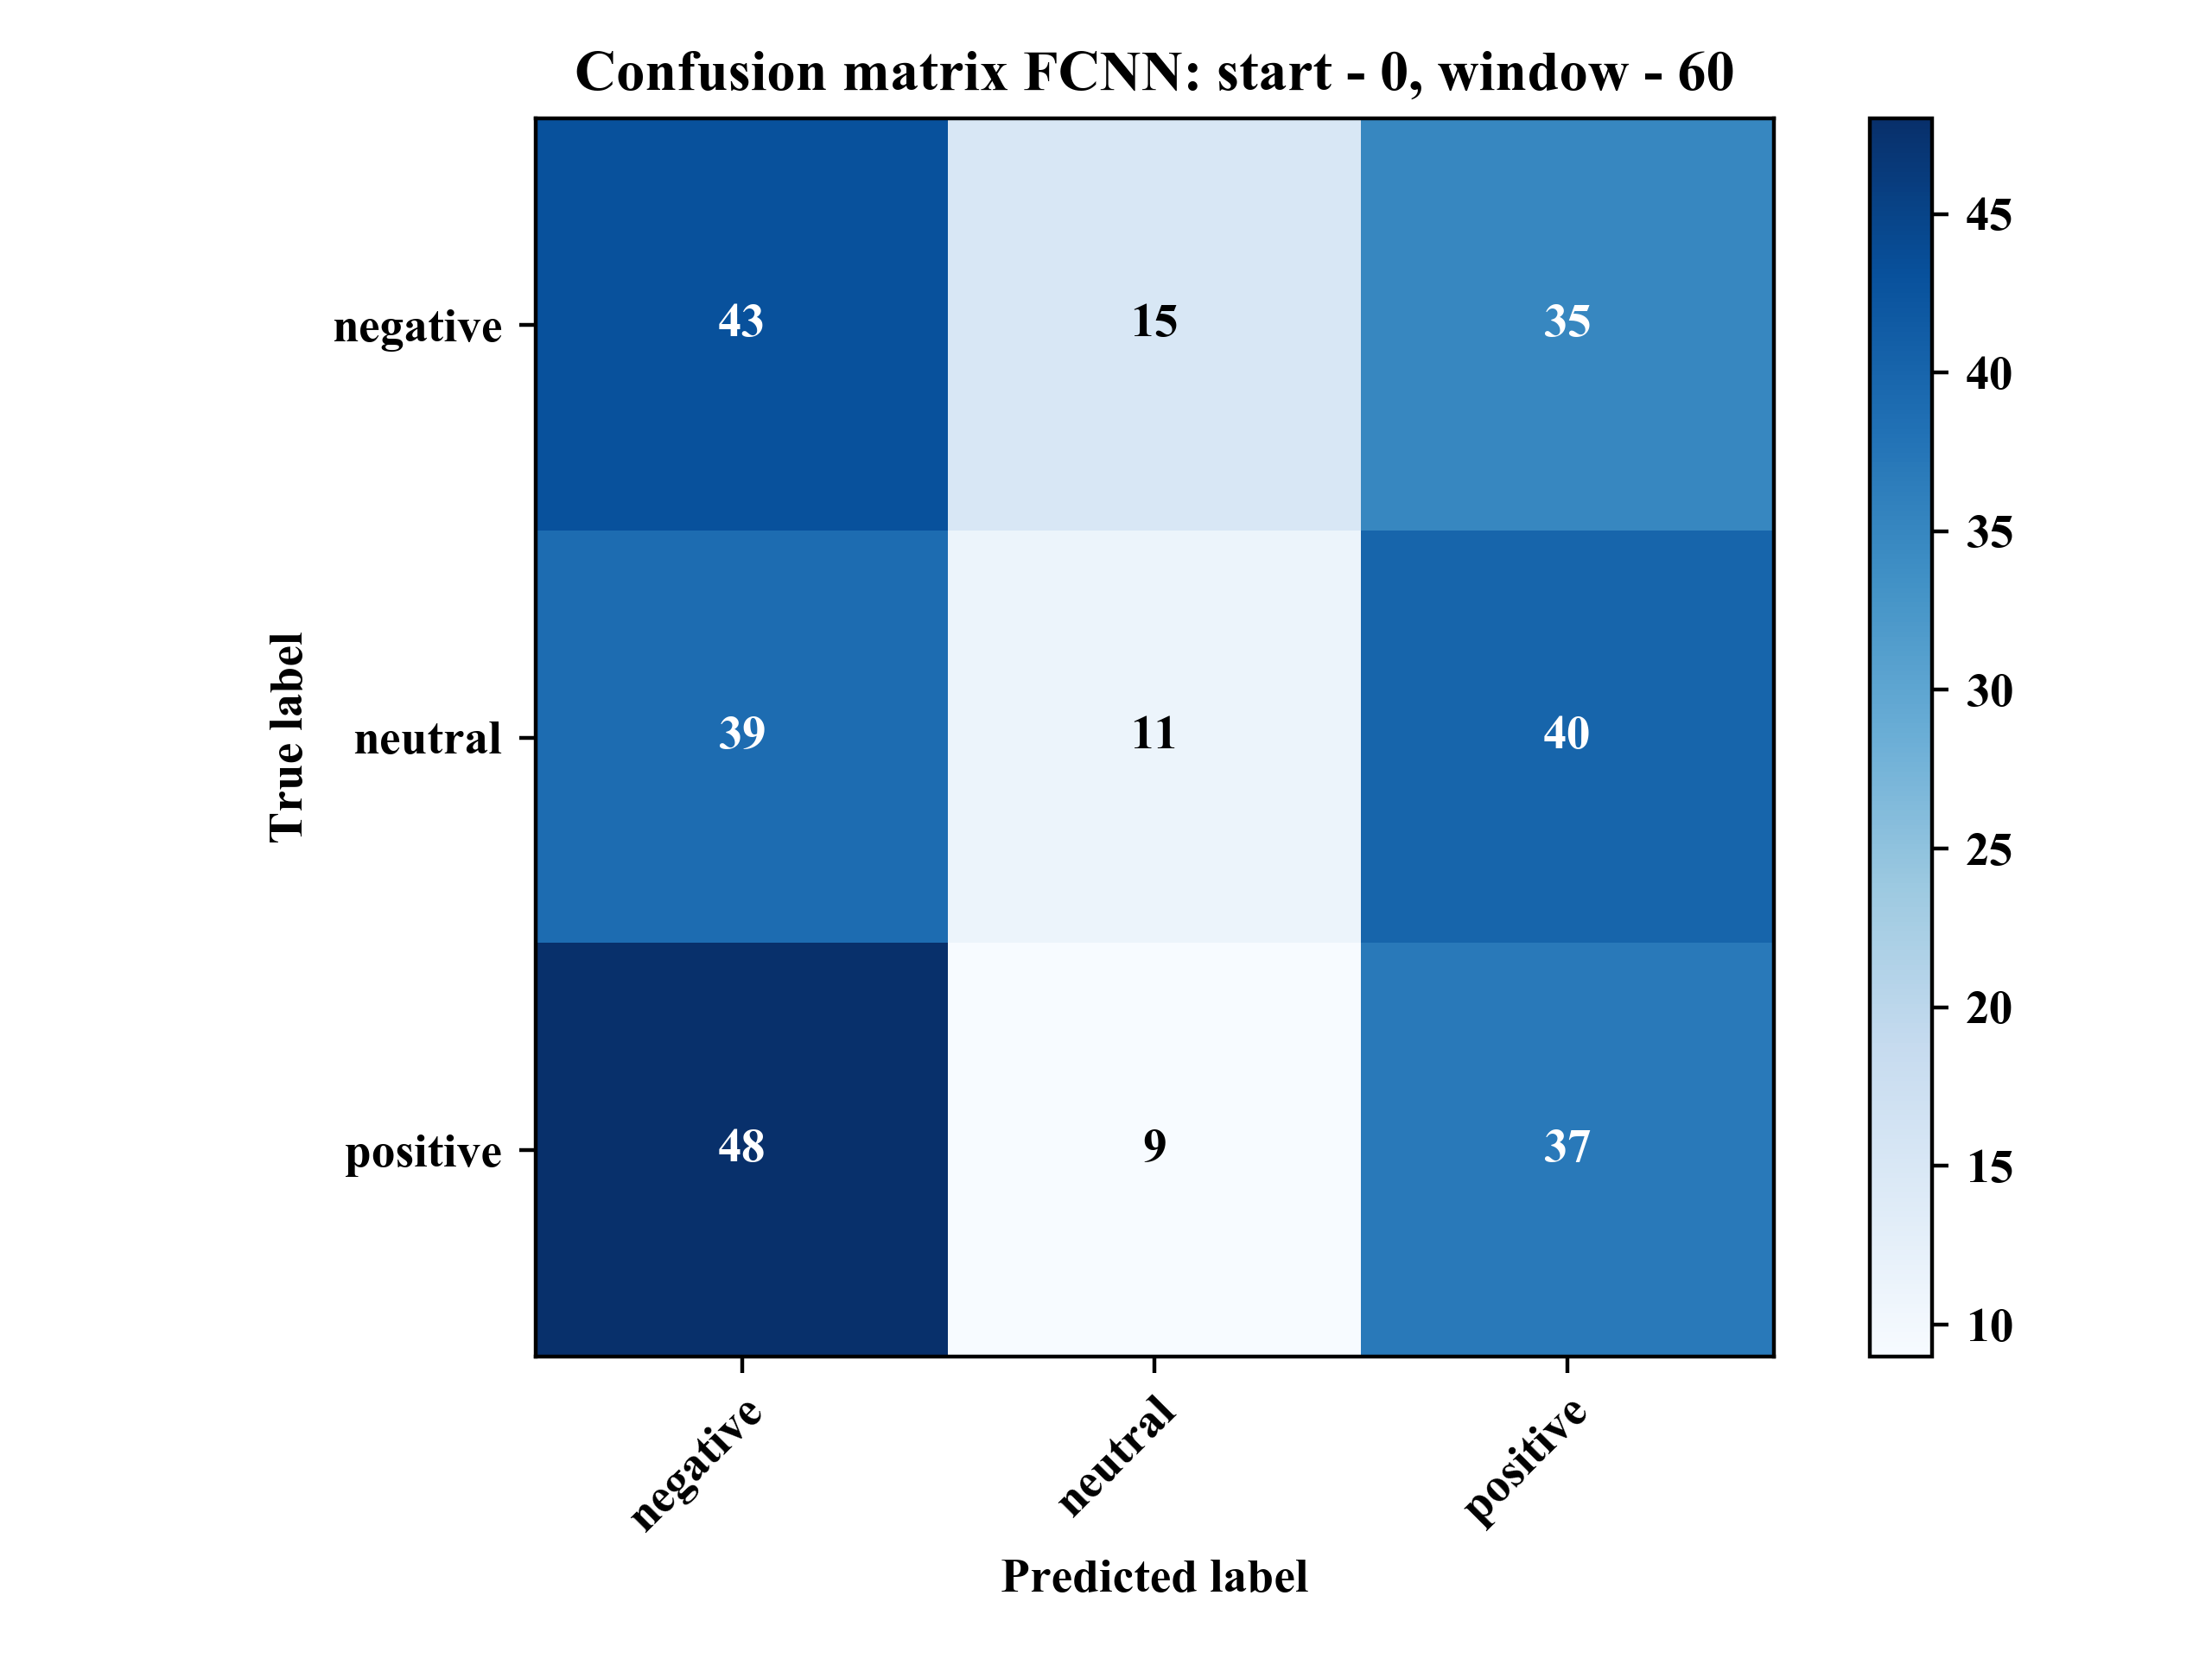 Confusion matrix FCNN: start - 0, window - 60
True label
negative
43 15 35
neutral
39 11 40
positive
48 9 37
negative
neutral
positive
Predicted label
45
40
35
30
25
20
15
10